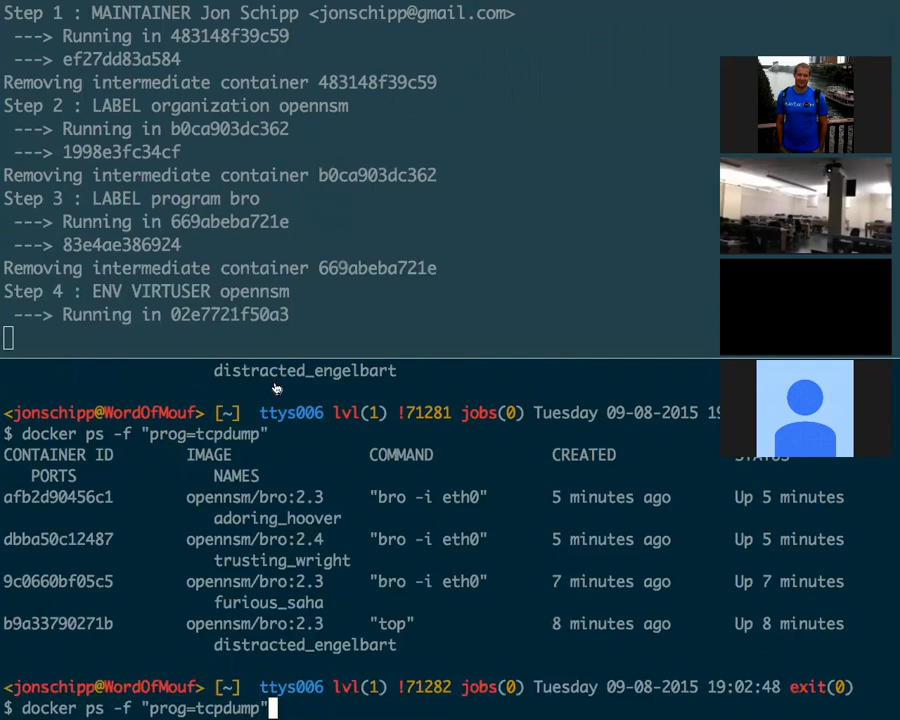 Step 1 : MAINTAINER Jon Schipp <jonschipp@gmail.com>
---> Running in 483148f39c59
---> ef27dd83a584
Removing intermediate container 483148f39c59
Step 2 : LABEL organization opennsm
---> Running in b0ca903dc362
---> 1998e3fc34cf
Removing intermediate container b0ca903dc362
Step 3 : LABEL program bro
---> Running in 669abeba721e
---> 83e4ae386924
Removing intermediate container 669abeba721e
Step 4 : ENV VIRTUSER opennsm
---> Running in 02e7721f50a3
distracted_engelbart
<jonschipp@WordOfMouf> [~] ttys006 lvl(1) !71281 jobs(0) Tuesday 09-08-2015 19
$ docker ps -f "prog=tcpdump"
CONTAINER ID IMAGE COMMAND CREATED STATUS
PORTS NAMES
afb2d90456c1 opennsm/bro:2.3 "bro -i eth0" 5 minutes ago Up 5 minutes
adoring_hoover
dbba50c12487 opennsm/bro:2.4 "bro -i eth0" 5 minutes ago Up 5 minutes
trusting_wright
9c0660bf05c5 opennsm/bro:2.3 "bro -i eth0" 7 minutes ago Up 7 minutes
furious_saha
b9a33790271b opennsm/bro:2.3 "top" 8 minutes ago Up 8 minutes
distracted_engelbart
<jonschipp@WordOfMouf> [~] ttys006 lvl(1) !71282 jobs(0) Tuesday 09-08-2015 19:02:48 exit(0)
$ docker ps -f "prog=tcpdump"